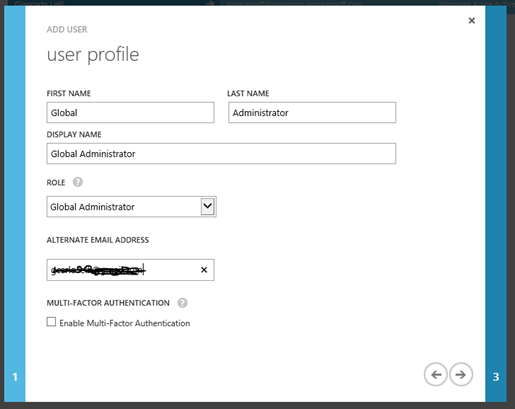 ADD USER
user profile
FIRST NAME
LAST NAME
Global
Administrator
DISPLAY NAME
Global Administrator
ROLE ?
Global Administrator
ALTERNATE EMAIL ADDRESS
MULTI-FACTOR AUTHENTICATION ?
Enable Multi-Factor Authentication
1
3